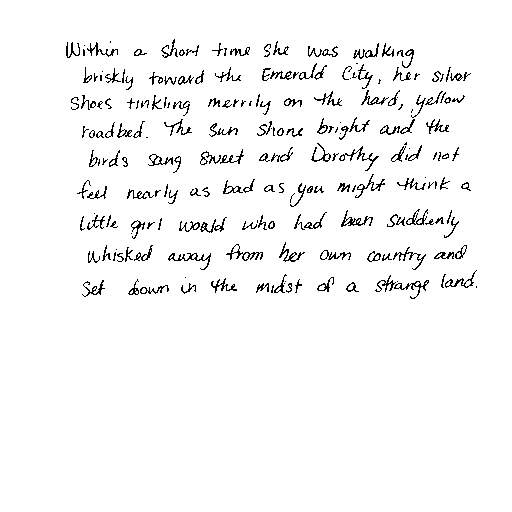 Within a short time she was walking
briskly toward the Emerald City, her silver
shoes tinkling merrily on the hard, yellow
roadbed. The sun shone bright and the
birds sang sweet and Dorothy did not
feel nearly as bad as you might think a
little girl would who had been suddenly
whisked away from her own country and
set down in the midst of a strange land.